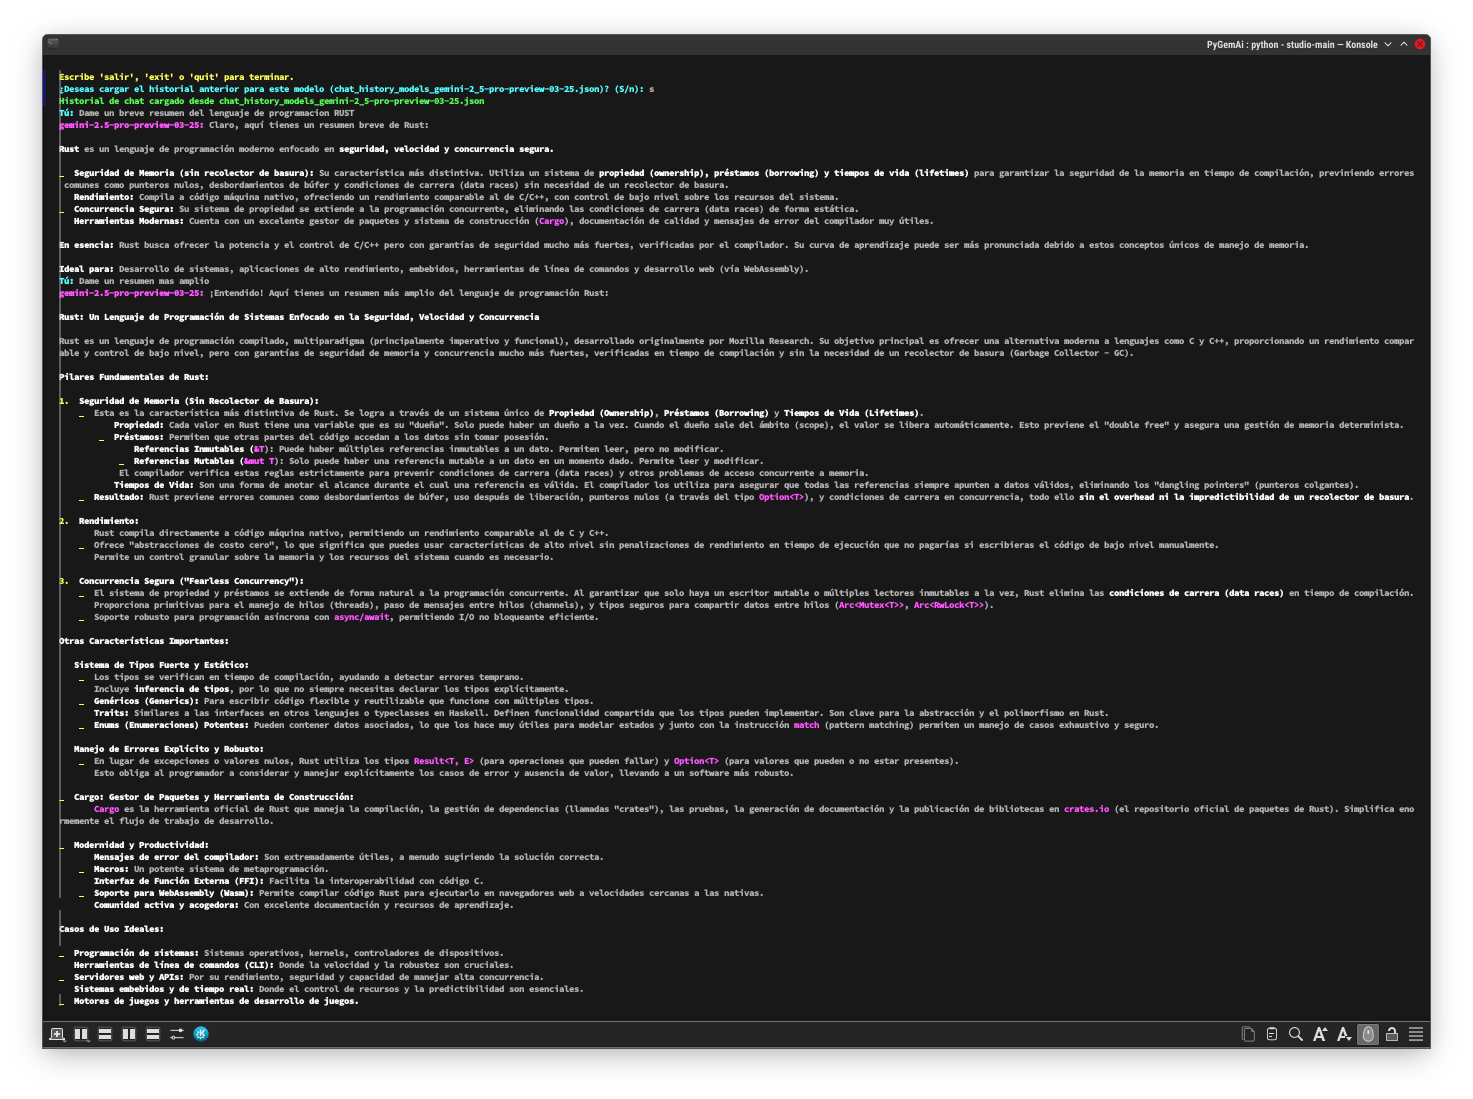 PyGemAi : python - studio-main — Konsole
Escribe 'salir', 'exit' o 'quit' para terminar.
¿Deseas cargar el historial anterior para este modelo (chat_history_models_gemini-2_5-pro-preview-03-25.json)? (S/n): s
Historial de chat cargado desde chat_history_models_gemini-2_5-pro-preview-03-25.json
Tú: Dame un breve resumen del lenguaje de programacion RUST
gemini-2.5-pro-preview-03-25: Claro, aquí tienes un resumen breve de Rust:
Rust es un lenguaje de programación moderno enfocado en seguridad, velocidad y concurrencia segura.
_ Seguridad de Memoria (sin recolector de basura): Su característica más distintiva. Utiliza un sistema de propiedad (ownership), préstamos (borrowing) y tiempos de vida (lifetimes) para garantizar la seguridad de la memoria en tiempo de compilación, previniendo errores
comunes como punteros nulos, desbordamientos de búfer y condiciones de carrera (data races) sin necesidad de un recolector de basura.
Rendimiento: Compila a código máquina nativo, ofreciendo un rendimiento comparable al de C/C++, con control de bajo nivel sobre los recursos del sistema.
_ Concurrencia Segura: Su sistema de propiedad se extiende a la programación concurrente, eliminando las condiciones de carrera (data races) de forma estática.
Herramientas Modernas: Cuenta con un excelente gestor de paquetes y sistema de construcción (Cargo), documentación de calidad y mensajes de error del compilador muy útiles.
En esencia: Rust busca ofrecer la potencia y el control de C/C++ pero con garantías de seguridad mucho más fuertes, verificadas por el compilador. Su curva de aprendizaje puede ser más pronunciada debido a estos conceptos únicos de manejo de memoria.
Ideal para: Desarrollo de sistemas, aplicaciones de alto rendimiento, embebidos, herramientas de línea de comandos y desarrollo web (vía WebAssembly).
Tú: Dame un resumen mas amplio
gemini-2.5-pro-preview-03-25: ¡Entendido! Aquí tienes un resumen más amplio del lenguaje de programación Rust:
Rust: Un Lenguaje de Programación de Sistemas Enfocado en la Seguridad, Velocidad y Concurrencia
Rust es un lenguaje de programación compilado, multiparadigma (principalmente imperativo y funcional), desarrollado originalmente por Mozilla Research. Su objetivo principal es ofrecer una alternativa moderna a lenguajes como C y C++, proporcionando un rendimiento compar
able y control de bajo nivel, pero con garantías de seguridad de memoria y concurrencia mucho más fuertes, verificadas en tiempo de compilación y sin la necesidad de un recolector de basura (Garbage Collector - GC).
Pilares Fundamentales de Rust:
1. Seguridad de Memoria (Sin Recolector de Basura):
_ Esta es la característica más distintiva de Rust. Se logra a través de un sistema único de Propiedad (Ownership), Préstamos (Borrowing) y Tiempos de Vida (Lifetimes).
Propiedad: Cada valor en Rust tiene una variable que es su "dueña". Solo puede haber un dueño a la vez. Cuando el dueño sale del ámbito (scope), el valor se libera automáticamente. Esto previene el "double free" y asegura una gestión de memoria determinista.
_ Préstamos: Permiten que otras partes del código accedan a los datos sin tomar posesión.
Referencias Inmutables (&T): Puede haber múltiples referencias inmutables a un dato. Permiten leer, pero no modificar.
_ Referencias Mutables (&mut T): Solo puede haber una referencia mutable a un dato en un momento dado. Permite leer y modificar.
El compilador verifica estas reglas estrictamente para prevenir condiciones de carrera (data races) y otros problemas de acceso concurrente a memoria.
Tiempos de Vida: Son una forma de anotar el alcance durante el cual una referencia es válida. El compilador los utiliza para asegurar que todas las referencias siempre apunten a datos válidos, eliminando los "dangling pointers" (punteros colgantes).
_ Resultado: Rust previene errores comunes como desbordamientos de búfer, uso después de liberación, punteros nulos (a través del tipo Option<T>), y condiciones de carrera en concurrencia, todo ello sin el overhead ni la impredictibilidad de un recolector de basura.
2. Rendimiento:
Rust compila directamente a código máquina nativo, permitiendo un rendimiento comparable al de C y C++.
_ Ofrece "abstracciones de costo cero", lo que significa que puedes usar características de alto nivel sin penalizaciones de rendimiento en tiempo de ejecución que no pagarías si escribieras el código de bajo nivel manualmente.
Permite un control granular sobre la memoria y los recursos del sistema cuando es necesario.
3. Concurrencia Segura ("Fearless Concurrency"):
_ El sistema de propiedad y préstamos se extiende de forma natural a la programación concurrente. Al garantizar que solo haya un escritor mutable o múltiples lectores inmutables a la vez, Rust elimina las condiciones de carrera (data races) en tiempo de compilación.
Proporciona primitivas para el manejo de hilos (threads), paso de mensajes entre hilos (channels), y tipos seguros para compartir datos entre hilos (Arc<Mutex<T>>, Arc<RwLock<T>>).
_ Soporte robusto para programación asíncrona con async/await, permitiendo I/O no bloqueante eficiente.
Otras Características Importantes:
Sistema de Tipos Fuerte y Estático:
_ Los tipos se verifican en tiempo de compilación, ayudando a detectar errores temprano.
Incluye inferencia de tipos, por lo que no siempre necesitas declarar los tipos explícitamente.
_ Genéricos (Generics): Para escribir código flexible y reutilizable que funcione con múltiples tipos.
Traits: Similares a las interfaces en otros lenguajes o typeclasses en Haskell. Definen funcionalidad compartida que los tipos pueden implementar. Son clave para la abstracción y el polimorfismo en Rust.
_ Enums (Enumeraciones) Potentes: Pueden contener datos asociados, lo que los hace muy útiles para modelar estados y junto con la instrucción match (pattern matching) permiten un manejo de casos exhaustivo y seguro.
Manejo de Errores Explícito y Robusto:
_ En lugar de excepciones o valores nulos, Rust utiliza los tipos Result<T, E> (para operaciones que pueden fallar) y Option<T> (para valores que pueden o no estar presentes).
Esto obliga al programador a considerar y manejar explícitamente los casos de error y ausencia de valor, llevando a un software más robusto.
_ Cargo: Gestor de Paquetes y Herramienta de Construcción:
Cargo es la herramienta oficial de Rust que maneja la compilación, la gestión de dependencias (llamadas "crates"), las pruebas, la generación de documentación y la publicación de bibliotecas en crates.io (el repositorio oficial de paquetes de Rust). Simplifica eno
rmemente el flujo de trabajo de desarrollo.
_ Modernidad y Productividad:
Mensajes de error del compilador: Son extremadamente útiles, a menudo sugiriendo la solución correcta.
_ Macros: Un potente sistema de metaprogramación.
Interfaz de Función Externa (FFI): Facilita la interoperabilidad con código C.
_ Soporte para WebAssembly (Wasm): Permite compilar código Rust para ejecutarlo en navegadores web a velocidades cercanas a las nativas.
Comunidad activa y acogedora: Con excelente documentación y recursos de aprendizaje.
Casos de Uso Ideales:
_ Programación de sistemas: Sistemas operativos, kernels, controladores de dispositivos.
Herramientas de línea de comandos (CLI): Donde la velocidad y la robustez son cruciales.
_ Servidores web y APIs: Por su rendimiento, seguridad y capacidad de manejar alta concurrencia.
Sistemas embebidos y de tiempo real: Donde el control de recursos y la predictibilidad son esenciales.
_ Motores de juegos y herramientas de desarrollo de juegos.